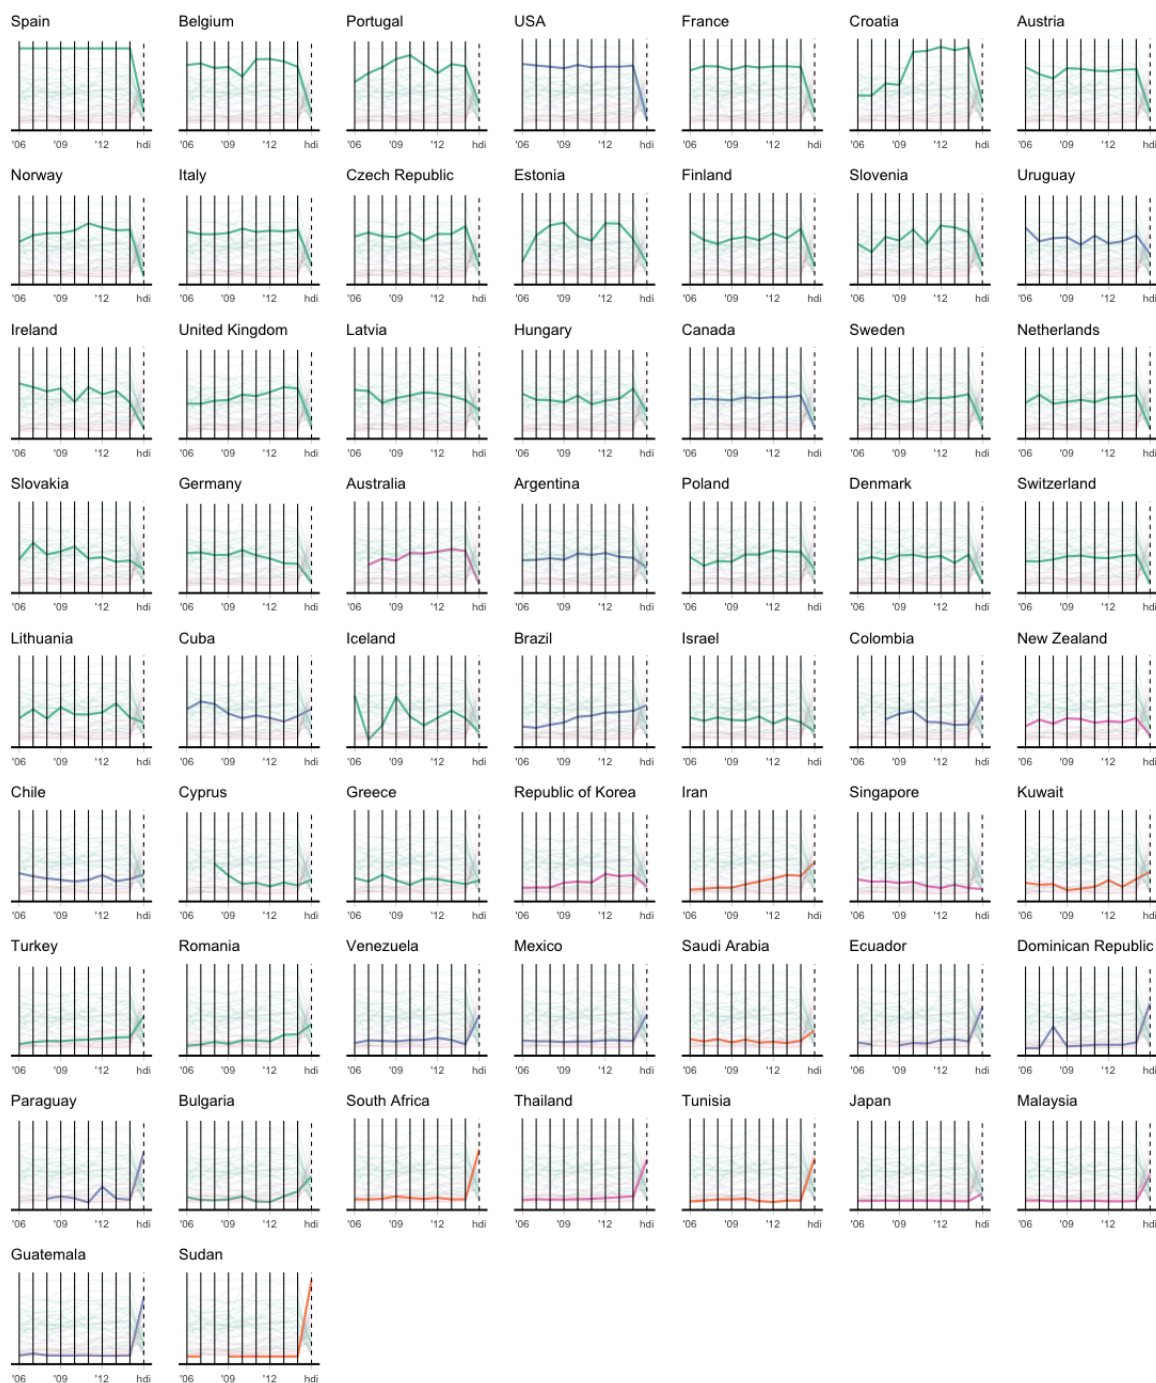 Spain Belgium Portugal USA France Croatia Austria
'06 '09 '12 hdi '06 '09 '12 hdi '06 '09 '12 hdi '06 '09 '12 hdi '06 '09 '12 hdi '06 '09 '12 hdi '06 '09 '12 hdi
Norway Italy Czech Republic Estonia Finland Slovenia Uruguay
'06 '09 '12 hdi '06 '09 '12 hdi '06 '09 '12 hdi '06 '09 '12 hdi '06 '09 '12 hdi '06 '09 '12 hdi '06 '09 '12 hdi
Ireland United Kingdom Latvia Hungary Canada Sweden Netherlands
'06 '09 '12 hdi '06 '09 '12 hdi '06 '09 '12 hdi '06 '09 '12 hdi '06 '09 '12 hdi '06 '09 '12 hdi '06 '09 '12 hdi
Slovakia Germany Australia Argentina Poland Denmark Switzerland
'06 '09 '12 hdi '06 '09 '12 hdi '06 '09 '12 hdi '06 '09 '12 hdi '06 '09 '12 hdi '06 '09 '12 hdi '06 '09 '12 hdi
Lithuania Cuba Iceland Brazil Israel Colombia New Zealand
'06 '09 '12 hdi '06 '09 '12 hdi '06 '09 '12 hdi '06 '09 '12 hdi '06 '09 '12 hdi '06 '09 '12 hdi '06 '09 '12 hdi
Chile Cyprus Greece Republic of Korea Iran Singapore Kuwait
'06 '09 '12 hdi '06 '09 '12 hdi '06 '09 '12 hdi '06 '09 '12 hdi '06 '09 '12 hdi '06 '09 '12 hdi '06 '09 '12 hdi
Turkey Romania Venezuela Mexico Saudi Arabia Ecuador Dominican Republic
'06 '09 '12 hdi '06 '09 '12 hdi '06 '09 '12 hdi '06 '09 '12 hdi '06 '09 '12 hdi '06 '09 '12 hdi '06 '09 '12 hdi
Paraguay Bulgaria South Africa Thailand Tunisia Japan Malaysia
'06 '09 '12 hdi '06 '09 '12 hdi '06 '09 '12 hdi '06 '09 '12 hdi '06 '09 '12 hdi '06 '09 '12 hdi '06 '09 '12 hdi
Guatemala Sudan
'06 '09 '12 hdi '06 '09 '12 hdi